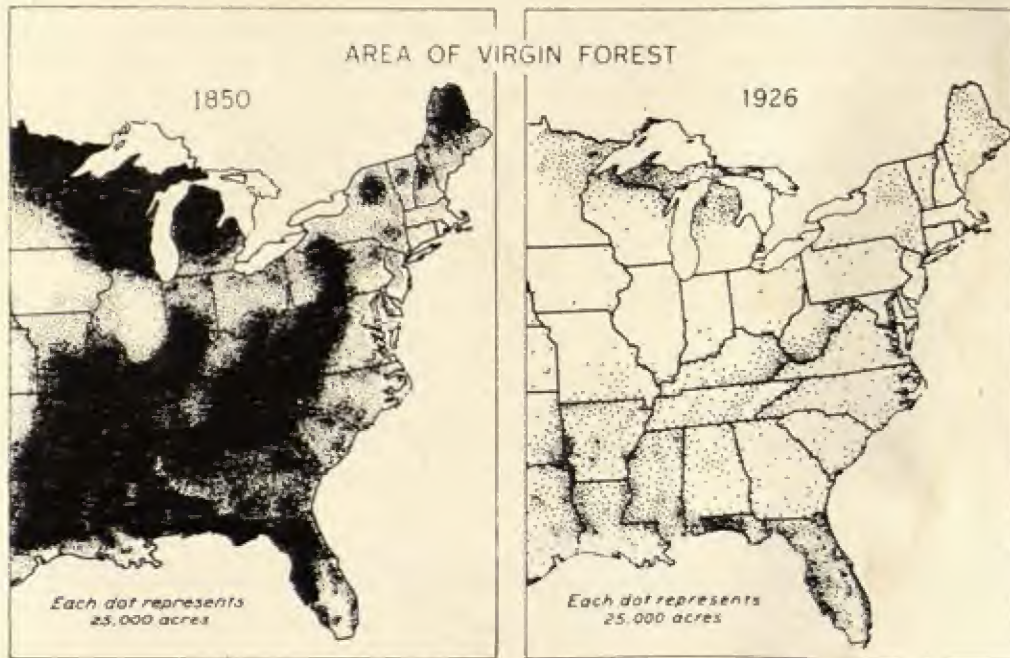 AREA OF VIRGIN FOREST
1850
1926
Each dot represents
25,000 acres
Each dot represents
25,000 acres